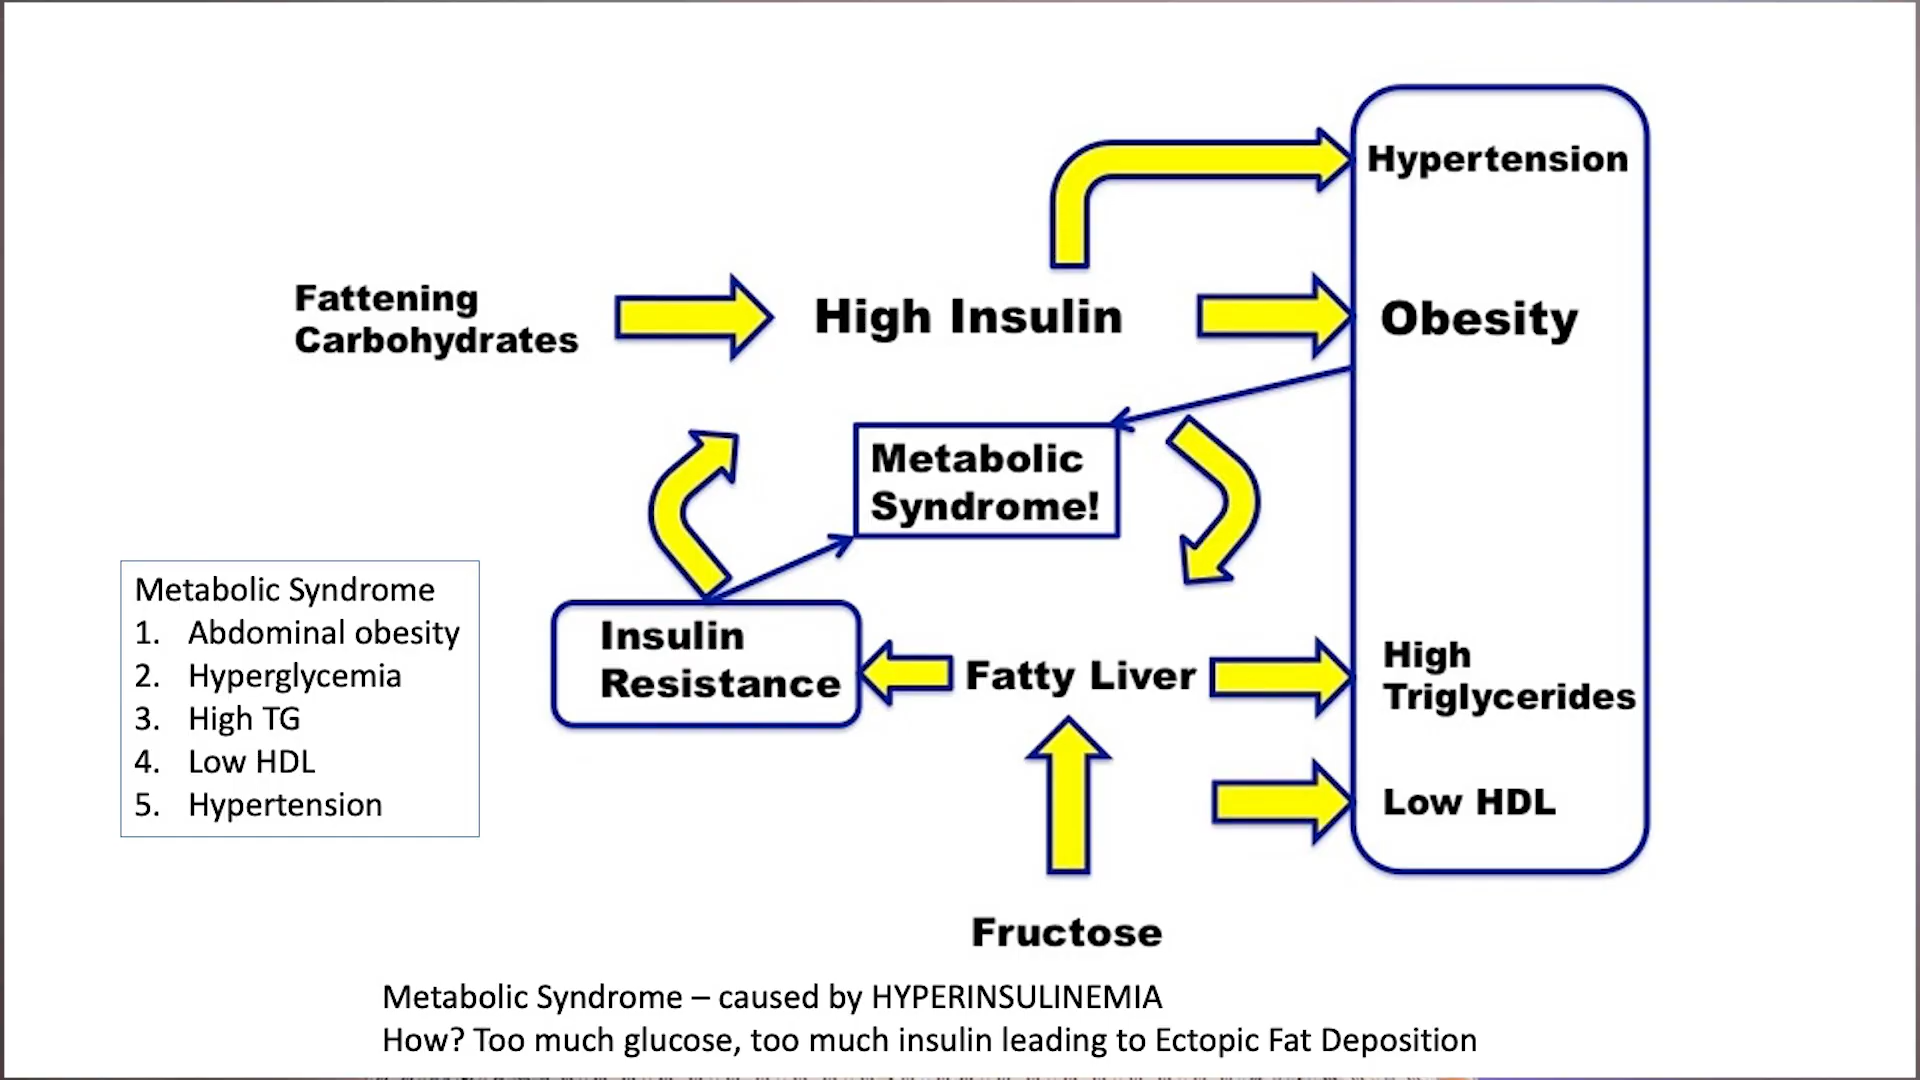 Hypertension
Fattening
Carbohydrates
High Insulin
Obesity
Metabolic
Syndrome!
Metabolic Syndrome
1. Abdominal obesity
2. Hyperglycemia
3. High TG
4. Low HDL
5. Hypertension
Insulin
Resistance
Fatty Liver
High
Triglycerides
Low HDL
Fructose
Metabolic Syndrome – caused by HYPERINSULINEMIA
How? Too much glucose, too much insulin leading to Ectopic Fat Deposition